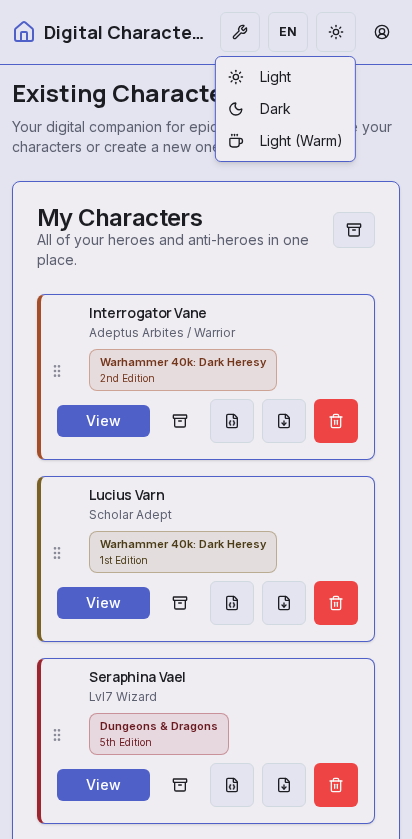 Digital Characte…
EN
Light
Dark
Light (Warm)
Existing Characte
Your digital companion for epic your
characters or create a new one
My Characters
All of your heroes and anti-heroes in one
place.
Interrogator Vane
Adeptus Arbites / Warrior
Warhammer 40k: Dark Heresy
2nd Edition
View
Lucius Varn
Scholar Adept
Warhammer 40k: Dark Heresy
1st Edition
View
Seraphina Vael
Lvl7 Wizard
Dungeons & Dragons
5th Edition
View